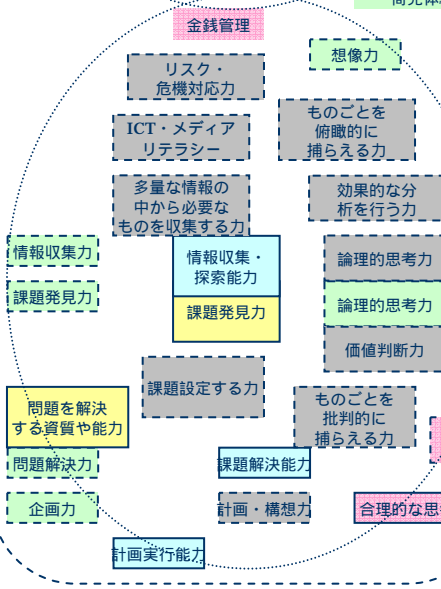 金銭管理
想像力
リスク・
危機対応力
ICT・メディア
リテラシー
ものごとを
俯瞰的に
捕らえる力
多量な情報の
中から必要な
ものを収集する力
効果的な分
析を行う力
情報収集力
情報収集・
探索能力
論理的思考力
課題発見力
課題発見力
論理的思考力
価値判断力
課題設定する力
問題を解決
する資質や能力
ものごとを
批判的に
捕らえる力
問題解決力
課題解決能力
企画力
計画・構想力
合理的な思
計画実行能力